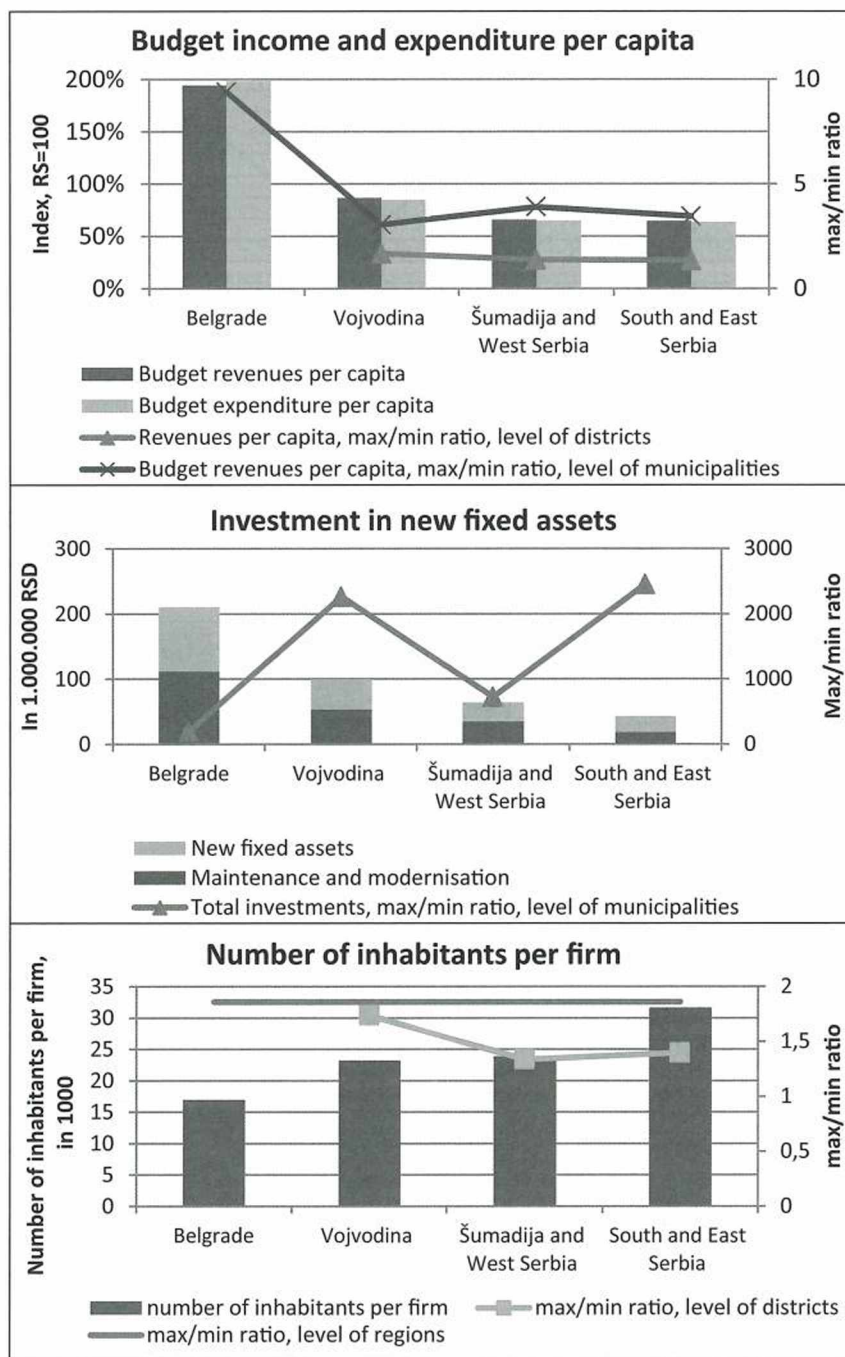 Budget income and expenditure per capita
Index, RS=100
200%
150%
100%
50%
0%
10
5
0
max/min ratio
Belgrade
Vojvodina
Šumadija and
West Serbia
South and East
Serbia
Budget revenues per capita
Budget expenditure per capita
Revenues per capita, max/min ratio, level of districts
Budget revenues per capita, max/min ratio, level of municipalities
Investment in new fixed assets
In 1.000.000 RSD
300
200
100
0
3000
2000
1000
0
Max/min ratio
Belgrade
Vojvodina
Šumadija and
West Serbia
South and East
Serbia
New fixed assets
Maintenance and modernisation
Total investments, max/min ratio, level of municipalities
Number of inhabitants per firm
Number of inhabitants per firm,
in 1000
35
30
25
20
15
10
5
0
2
1,5
1
0,5
0
max/min ratio
Belgrade
Vojvodina
Šumadija and
West Serbia
South and East
Serbia
number of inhabitants per firm
max/min ratio, level of districts
max/min ratio, level of regions